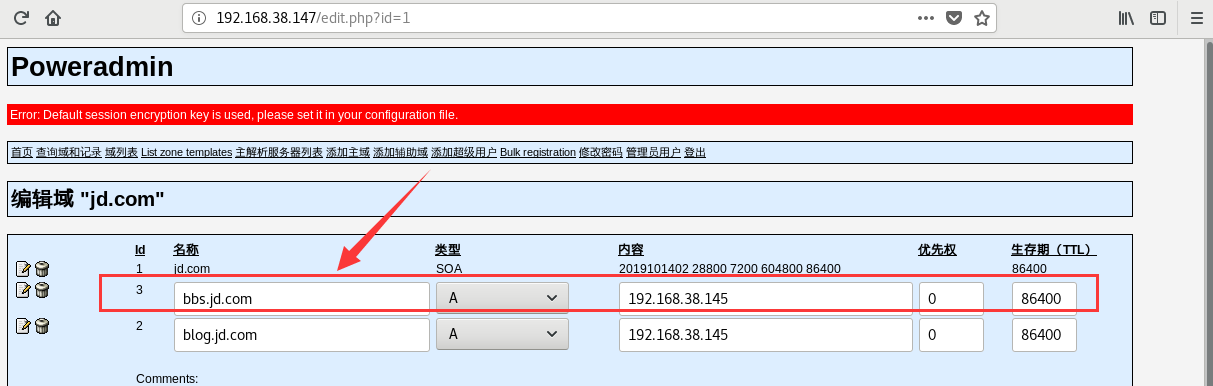 192.168.38.147/edit.php?id=1
Poweradmin
Error: Default session encryption key is used, please set it in your configuration file.
首页 查询域和记录 域列表 List zone templates 主解析服务器列表 添加主域 添加辅助域 添加超级用户 Bulk registration 修改密码 管理员用户 登出
编辑域 "jd.com"
Id 名称 类型 内容 优先权 生存期（TTL）
1 jd.com SOA 2019101402 28800 7200 604800 86400 86400
3 bbs.jd.com A 192.168.38.145 0 86400
2 blog.jd.com A 192.168.38.145 0 86400
Comments: